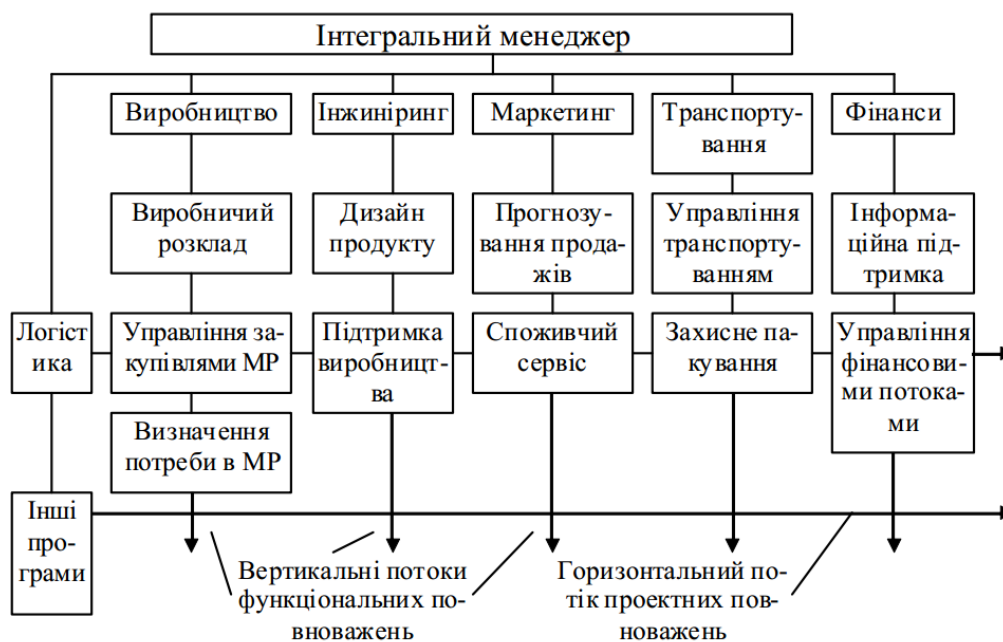 Інтегральний менеджер
Виробництво
Інжиніринг
Маркетинг
Транспорту-
вання
Фінанси
Виробничий
розклад
Дизайн
продукту
Прогнозу-
вання прода-
жів
Управління
транспорту-
ванням
Інформа-
ційна під-
тримка
Логіст
ика
Управління за-
купівлями МР
Підтримка
виробницт-
ва
Споживчий
сервіс
Захисне па-
кування
Управління
фінансови-
ми потока-
ми
Визначення
потреби в МР
Інші
про-
грами
Вертикальні потоки
функціональних по-
вноважень
Горизонтальний по-
тік проектних пов-
новажень